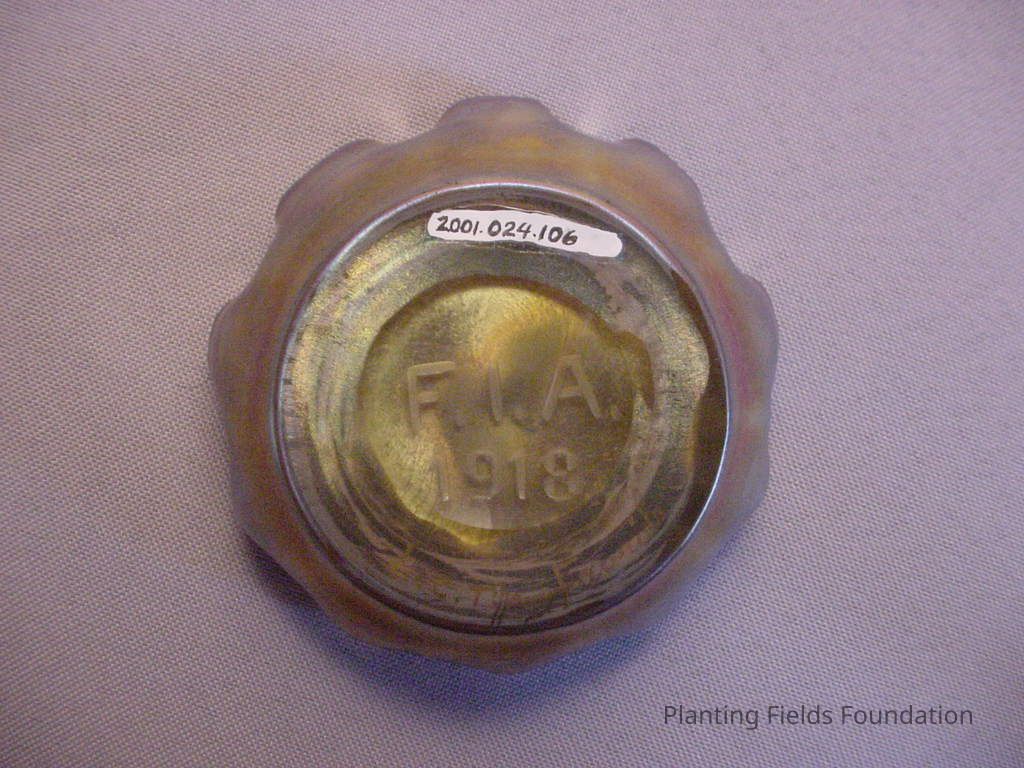 2001.024.106
F.I.A.
1918
Planting Fields Foundation